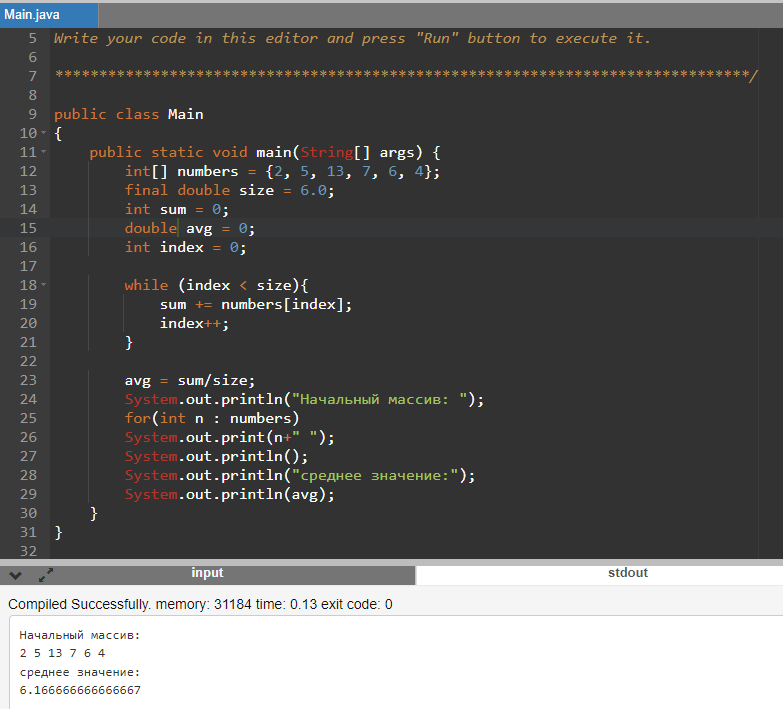 Main.java
5 Write your code in this editor and press "Run" button to execute it.
6
7 *******************************************************************************/
8
9 public class Main
10 {
11     public static void main(String[] args) {
12         int[] numbers = {2, 5, 13, 7, 6, 4};
13         final double size = 6.0;
14         int sum = 0;
15         double avg = 0;
16         int index = 0;
17
18         while (index < size){
19             sum += numbers[index];
20             index++;
21         }
22
23         avg = sum/size;
24         System.out.println("Начальный массив: ");
25         for(int n : numbers)
26         System.out.print(n+" ");
27         System.out.println();
28         System.out.println("среднее значение:");
29         System.out.println(avg);
30     }
31 }
32
input stdout
Compiled Successfully. memory: 31184 time: 0.13 exit code: 0
Начальный массив:
2 5 13 7 6 4
среднее значение:
6.166666666666667